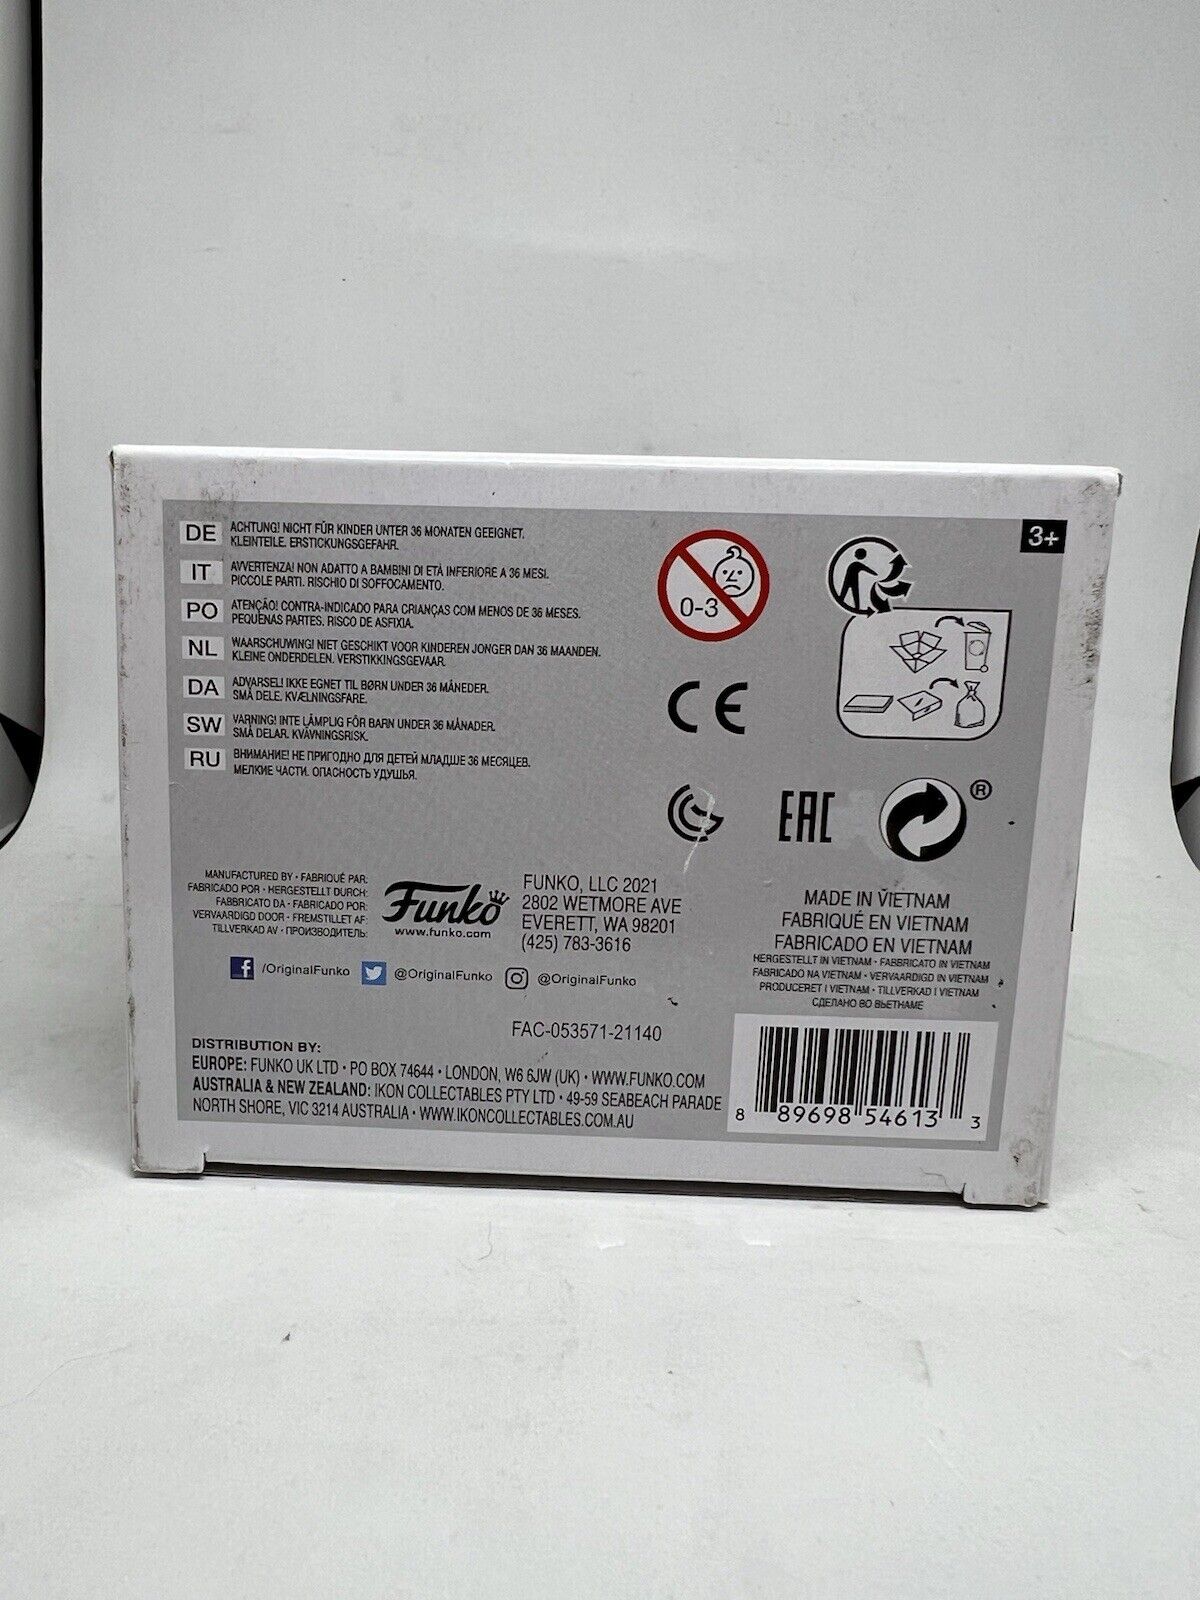 DE ACHTUNG! NICHT FÜR KINDER UNTER 36 MONATEN GEEIGNET.
KLEINTEILE. ERSTICKUNGSGEFAHR.
IT AVVERTENZA! NON ADATTO A BAMBINI DI ETÀ INFERIORE A 36 MESI.
PICCOLE PARTI. RISCHIO DI SOFFOCAMENTO.
PO ATENÇÃO! CONTRA-INDICADO PARA CRIANÇAS COM MENOS DE 36 MESES.
PEQUENAS PARTES. RISCO DE ASFIXIA.
NL WAARSCHUWING! NIET GESCHIKT VOOR KINDEREN JONGER DAN 36 MAANDEN.
KLEINE ONDERDELEN. VERSTIKKINGSGEVAAR.
DA ADVARSEL! IKKE EGNET TIL BØRN UNDER 36 MÅNEDER.
SMÅ DELE. KVÆLNINGSFARE.
SW VARNING! INTE LÄMPLIG FÖR BARN UNDER 36 MÅNADER.
SMÅ DELAR. KVÄVNINGSRISK.
RU ВНИМАНИЕ! НЕ ПРИГОДНО ДЛЯ ДЕТЕЙ МЛАДШЕ 36 МЕСЯЦЕВ.
МЕЛКИЕ ЧАСТИ. ОПАСНОСТЬ УДУШЬЯ.
0-3
3+
CE
EAC
®
MANUFACTURED BY • FABRIQUÉ PAR:
FABRICADO POR • HERGESTELLT DURCH:
FABBRICATO DA • FABRICADO POR:
VERVAARDIGD DOOR • FREMSTILLET AF:
TILLVERKAD AV • ПРОИЗВОДИТЕЛЬ:
Funko
www.funko.com
FUNKO, LLC 2021
2802 WETMORE AVE
EVERETT, WA 98201
(425) 783-3616
/OriginalFunko @OriginalFunko @OriginalFunko
MADE IN VIETNAM
FABRIQUÉ EN VIETNAM
FABRICADO EN VIETNAM
HERGESTELLT IN VIETNAM • FABBRICATO IN VIETNAM
FABRICADO NA VIETNAM • VERVAARDIGD IN VIETNAM
PRODUCERET I VIETNAM • TILLVERKAD I VIETNAM
СДЕЛАНО ВО ВЬЕТНАМЕ
FAC-053571-21140
DISTRIBUTION BY:
EUROPE: FUNKO UK LTD • PO BOX 74644 • LONDON, W6 6JW (UK) • WWW.FUNKO.COM
AUSTRALIA & NEW ZEALAND: IKON COLLECTABLES PTY LTD • 49-59 SEABEACH PARADE
NORTH SHORE, VIC 3214 AUSTRALIA • WWW.IKONCOLLECTABLES.COM.AU
8 89698 54613 3